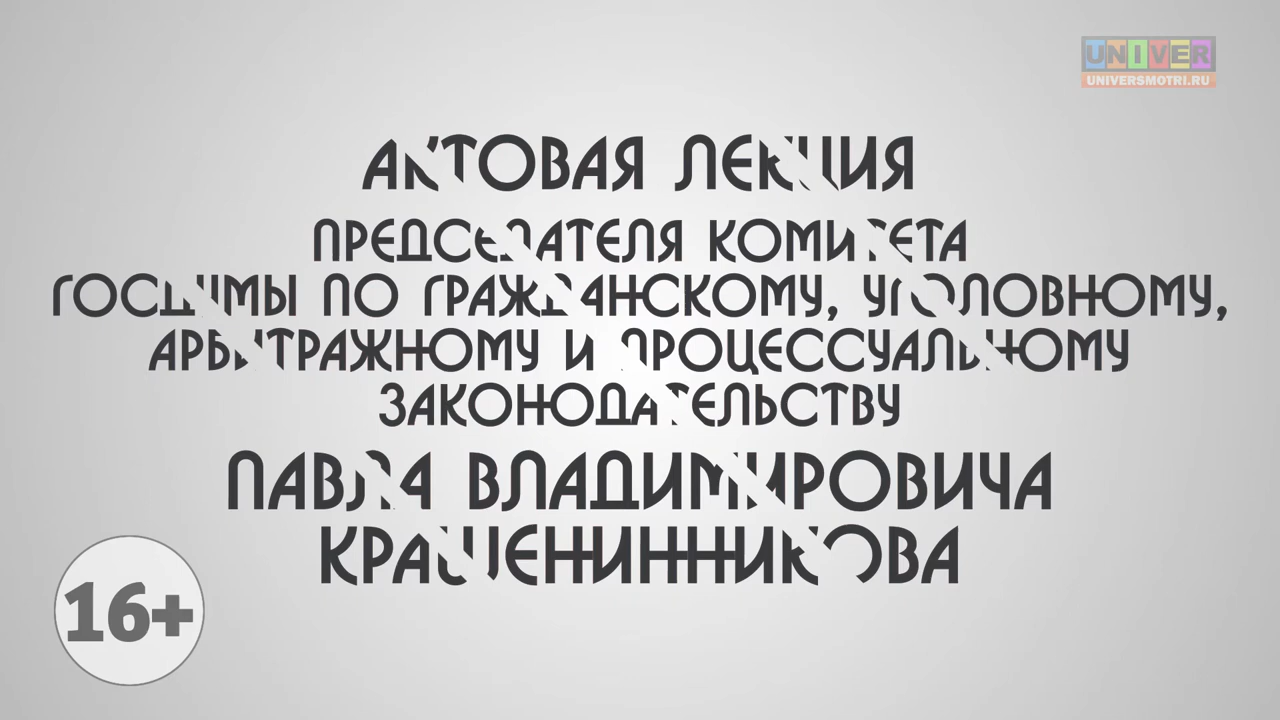 UNIVER
UNIVERSMOTRI.RU
АКТОВАЯ ЛЕКЦИЯ
ПРЕДСЕДАТЕЛЯ КОМИТЕТА
ГОСДУМЫ ПО ГРАЖДАНСКОМУ, УГОЛОВНОМУ,
АРБИТРАЖНОМУ И ПРОЦЕССУАЛЬНОМУ
ЗАКОНОДАТЕЛЬСТВУ
ПАВЛА ВЛАДИМИРОВИЧА
КРАШЕНИННИКОВА
16+